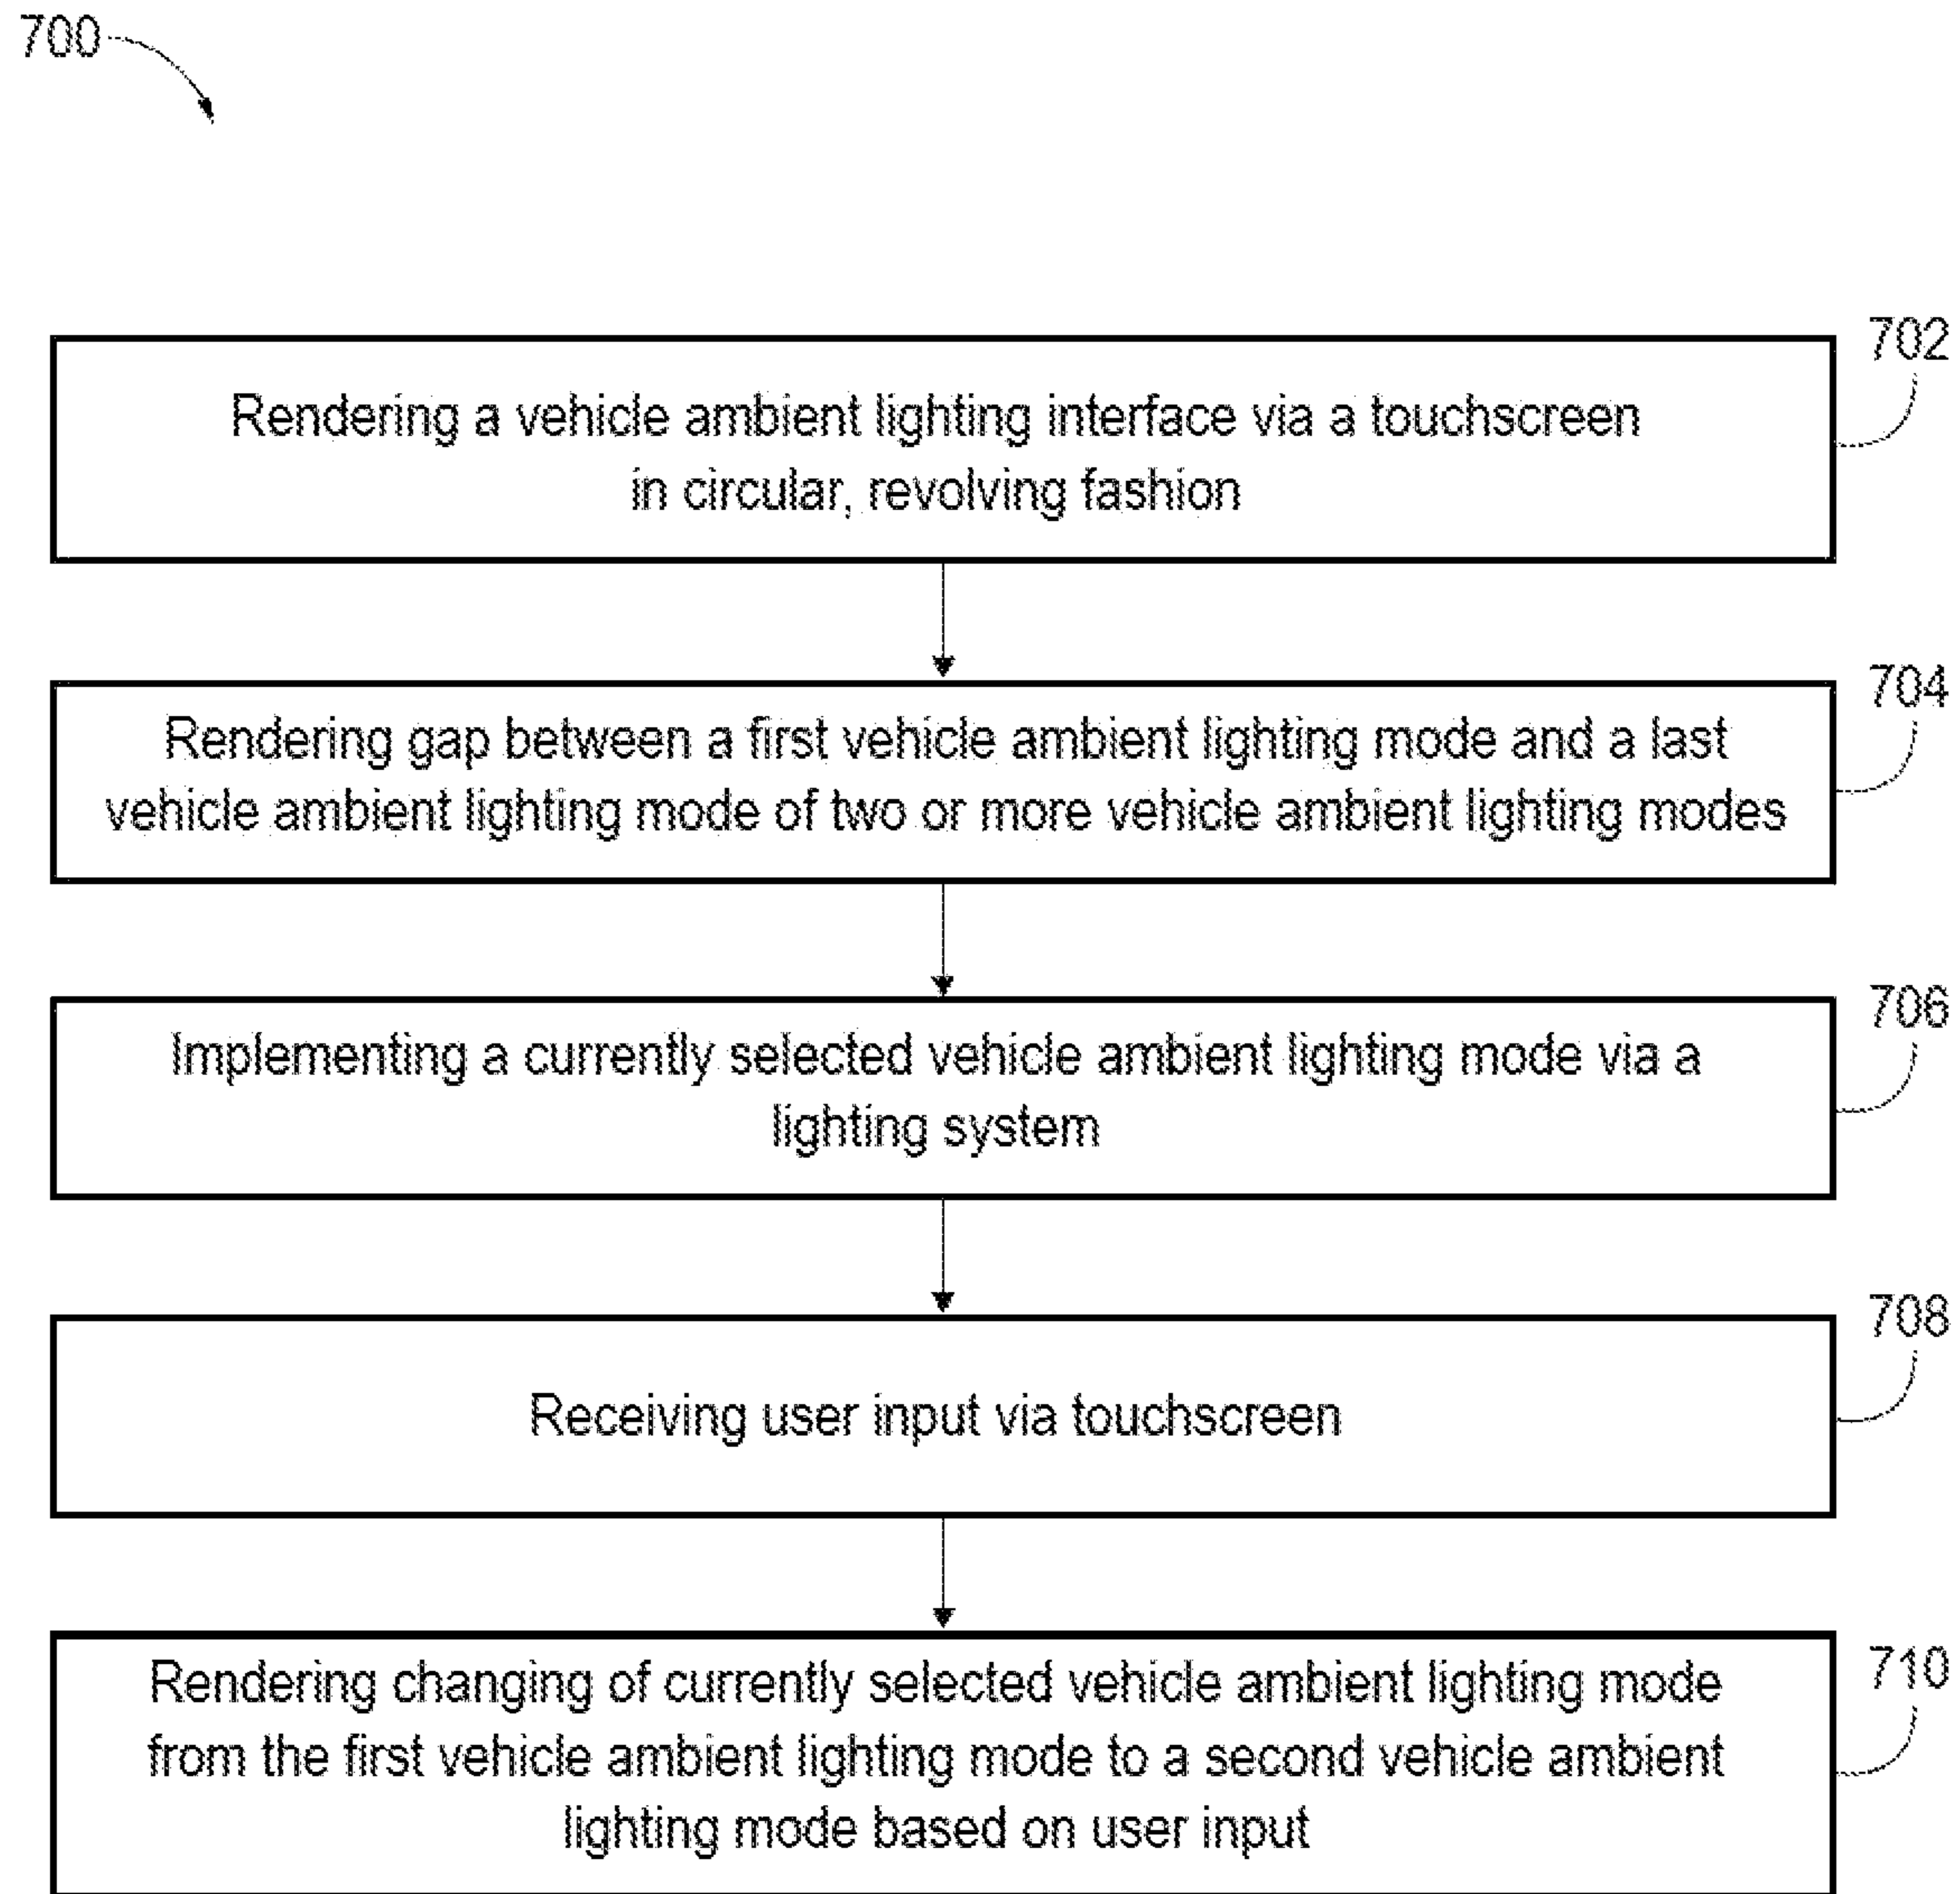 700
702
Rendering a vehicle ambient lighting interface via a touchscreen
in circular, revolving fashion
704
Rendering gap between a first vehicle ambient lighting mode and a last
vehicle ambient lighting mode of two or more vehicle ambient lighting modes
706
Implementing a currently selected vehicle ambient lighting mode via a
lighting system
708
Receiving user input via touchscreen
710
Rendering changing of currently selected vehicle ambient lighting mode
from the first vehicle ambient lighting mode to a second vehicle ambient
lighting mode based on user input